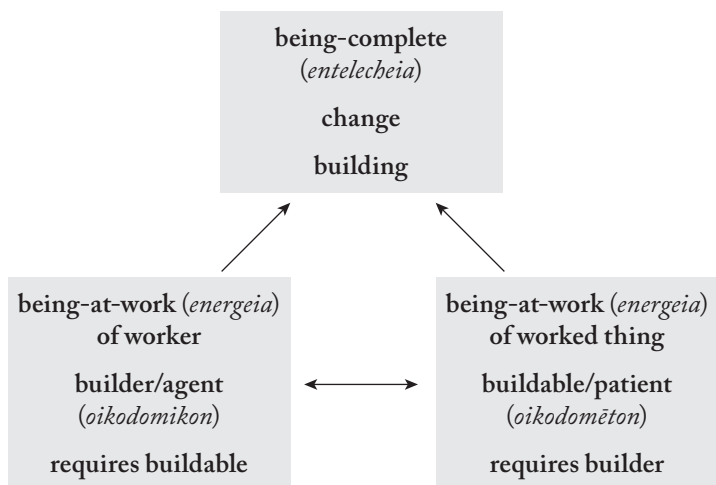 being-complete
(entelecheia)
change
building
being-at-work (energeia)
of worker
builder/agent
(oikodomikon)
requires buildable
being-at-work (energeia)
of worked thing
buildable/patient
(oikodomēton)
requires builder